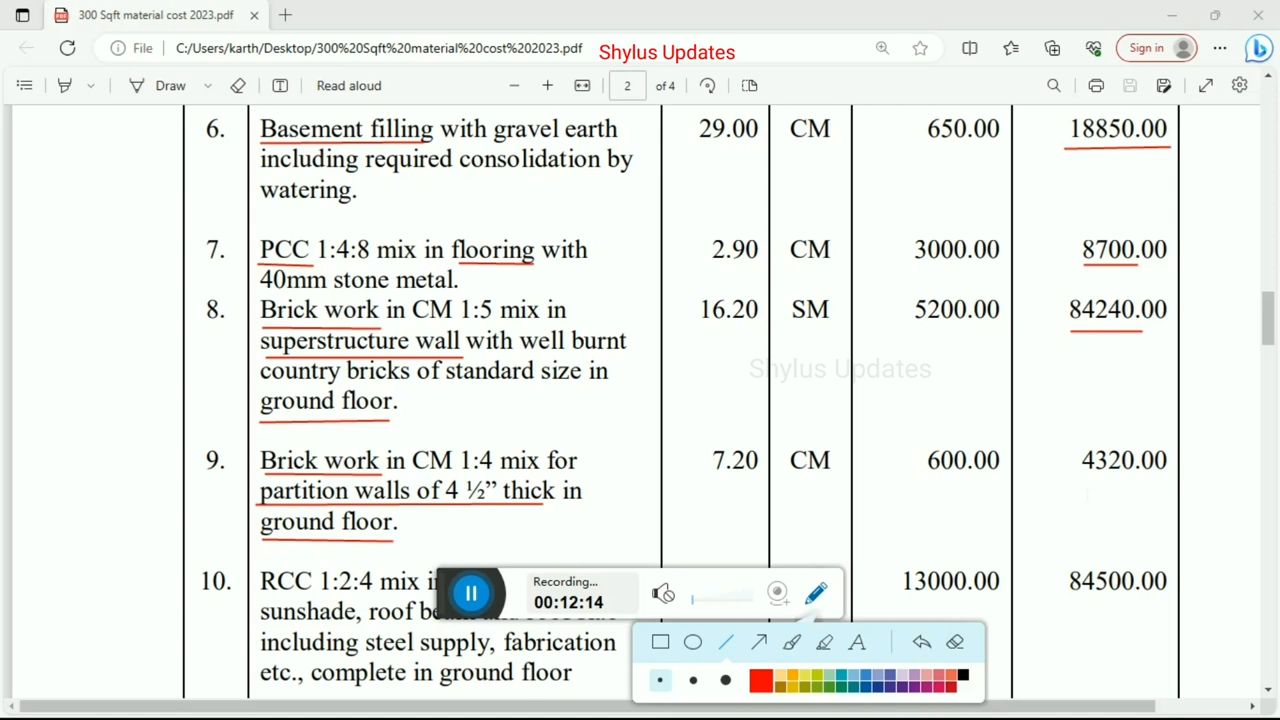 300 Sqft material cost 2023.pdf
File C:/Users/karth/Desktop/300%20Sqft%20material%20cost%202023.pdf Shylus Updates Sign in
Draw Read aloud 2 of 4
6. Basement filling with gravel earth 29.00 CM 650.00 18850.00
including required consolidation by
watering.
7. PCC 1:4:8 mix in flooring with 2.90 CM 3000.00 8700.00
40mm stone metal.
8. Brick work in CM 1:5 mix in 16.20 SM 5200.00 84240.00
superstructure wall with well burnt
country bricks of standard size in
Shylus Updates
ground floor.
9. Brick work in CM 1:4 mix for 7.20 CM 600.00 4320.00
partition walls of 4 ½” thick in
ground floor.
10. RCC 1:2:4 mix 13000.00 84500.00
Recording...
00:12:14
sunshade, roof
including steel supply, fabrication
etc., complete in ground floor